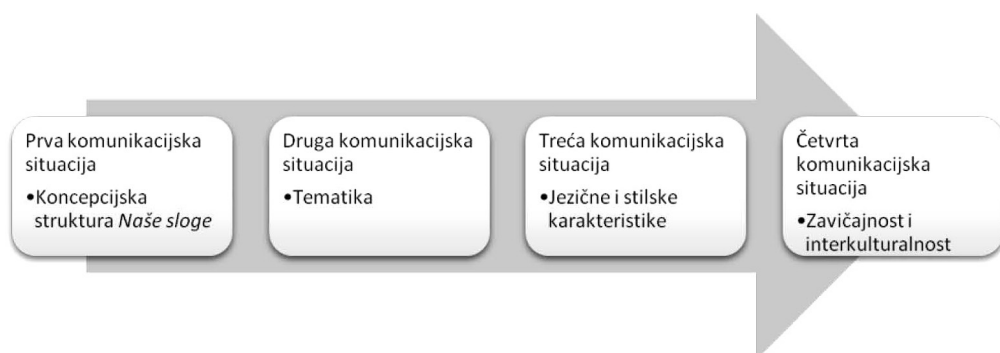 Prva komunikacijska
situacija
•Koncepcijska
struktura Naše sloge
Druga komunikacijska
situacija
•Tematika
Treća komunikacijska
situacija
•Jezične i stilske
karakteristike
Četvrta
komunikacijska
situacija
•Zavičajnost i
interkulturalnost